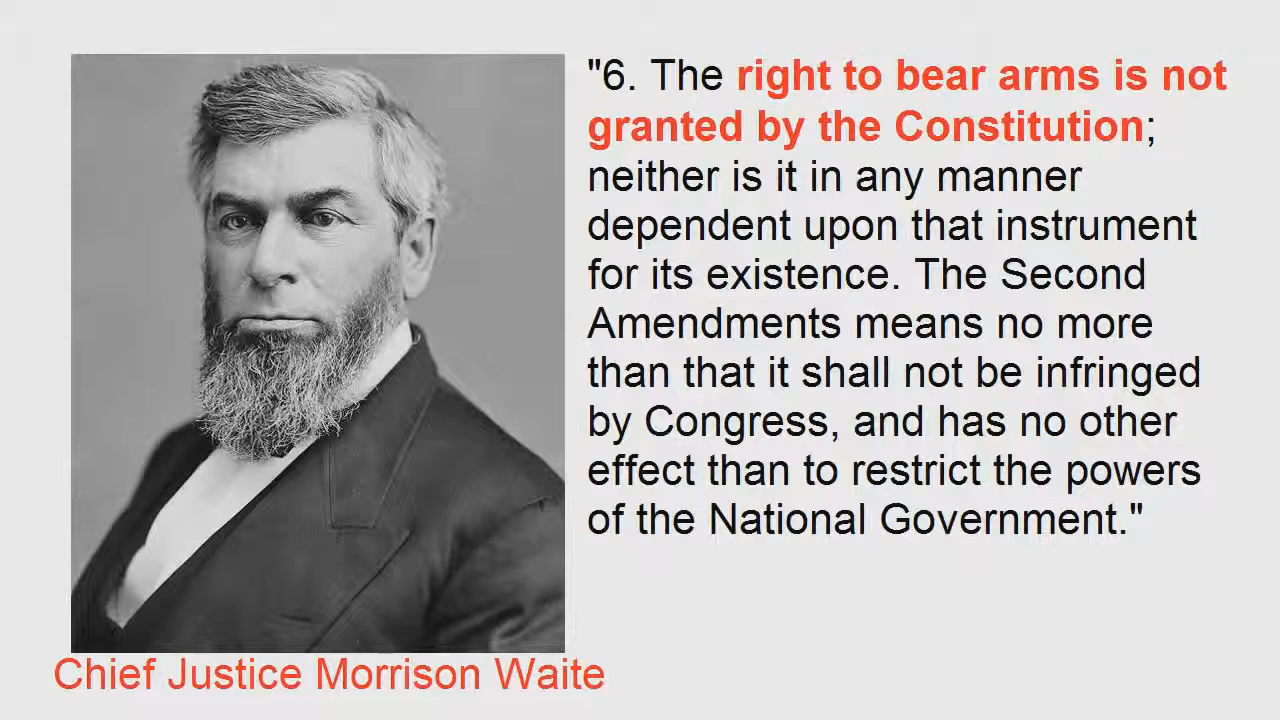 "6. The right to bear arms is not
granted by the Constitution;
neither is it in any manner
dependent upon that instrument
for its existence. The Second
Amendments means no more
than that it shall not be infringed
by Congress, and has no other
effect than to restrict the powers
of the National Government."
Chief Justice Morrison Waite